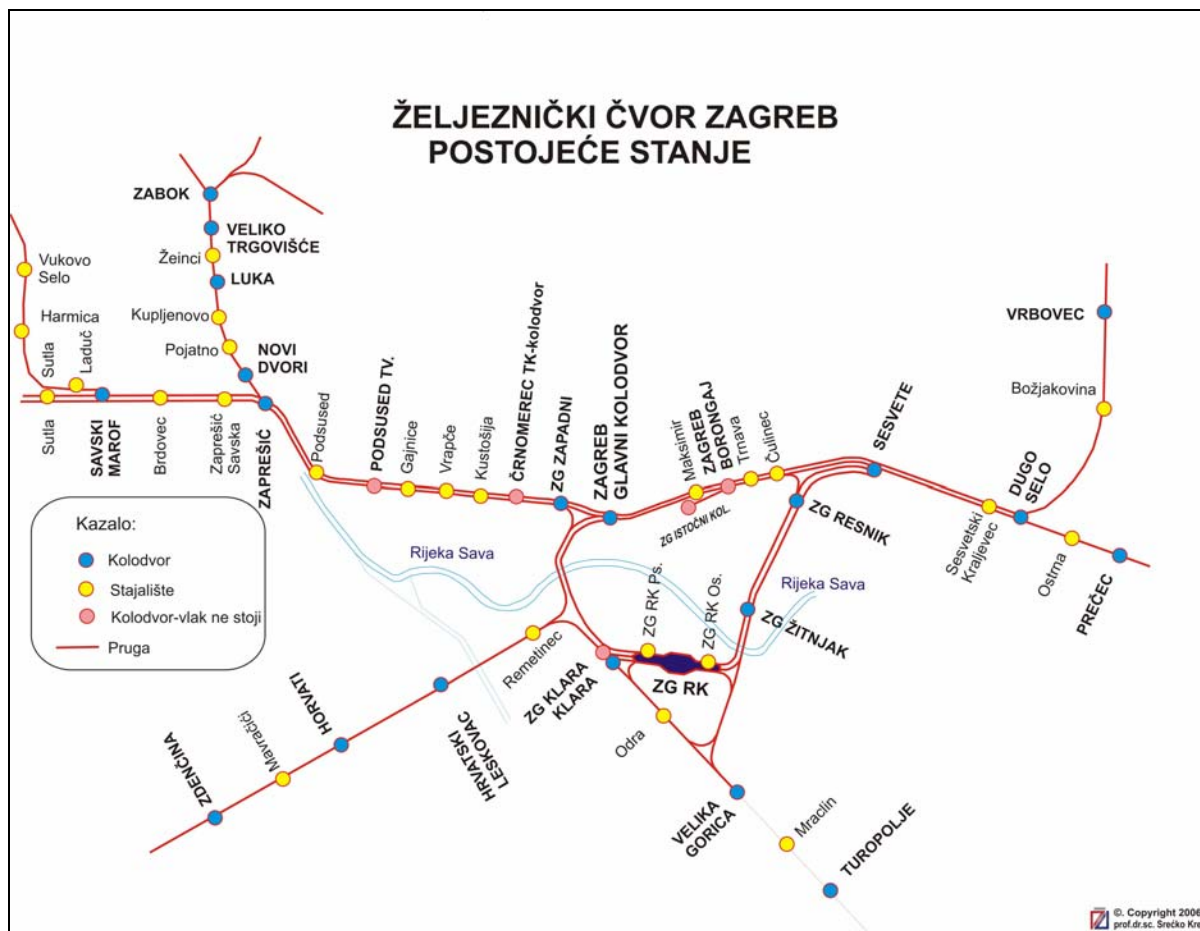 ŽELJEZNIČKI ČVOR ZAGREB
POSTOJEĆE STANJE
ZABOK
VELIKO
TRGOVIŠĆE
Žeinci
LUKA
Kupljenovo
Pojatno
NOVI
DVORI
Vukovo
Selo
Harmica
Sutla
Laduč
Sutla
SAVSKI
MAROF
Brdovec
Zaprešić
Savska
ZAPREŠIĆ
Podsused
PODSUSED TV.
Gajnice
Vrapče
Kustošija
ČRNOMEREC TK-kolodvor
ZG ZAPADNI
ZAGREB
GLAVNI KOLODVOR
Maksimir
ZAGREB
BORONGAJ
Trnava
Čulinec
ZG ISTOČNI KOL.
SESVETE
ZG RESNIK
VRBOVEC
Božjakovina
DUGO
SELO
Sesvetski
Kraljevec
Ostrna
PREČEC
Kazalo:
Kolodvor
Stajalište
Kolodvor-vlak ne stoji
Pruga
Rijeka Sava
Rijeka Sava
ZG RK Ps.
ZG RK Os.
ZG ŽITNJAK
ZG RK
Remetinec
ZG KLARA
KLARA
Odra
HRVATSKI
LESKOVAC
HORVATI
Mavračići
ZDENČINA
VELIKA
GORICA
Mraclin
TUROPOLJE
©. Copyright 2006
prof.dr.sc. Srećko